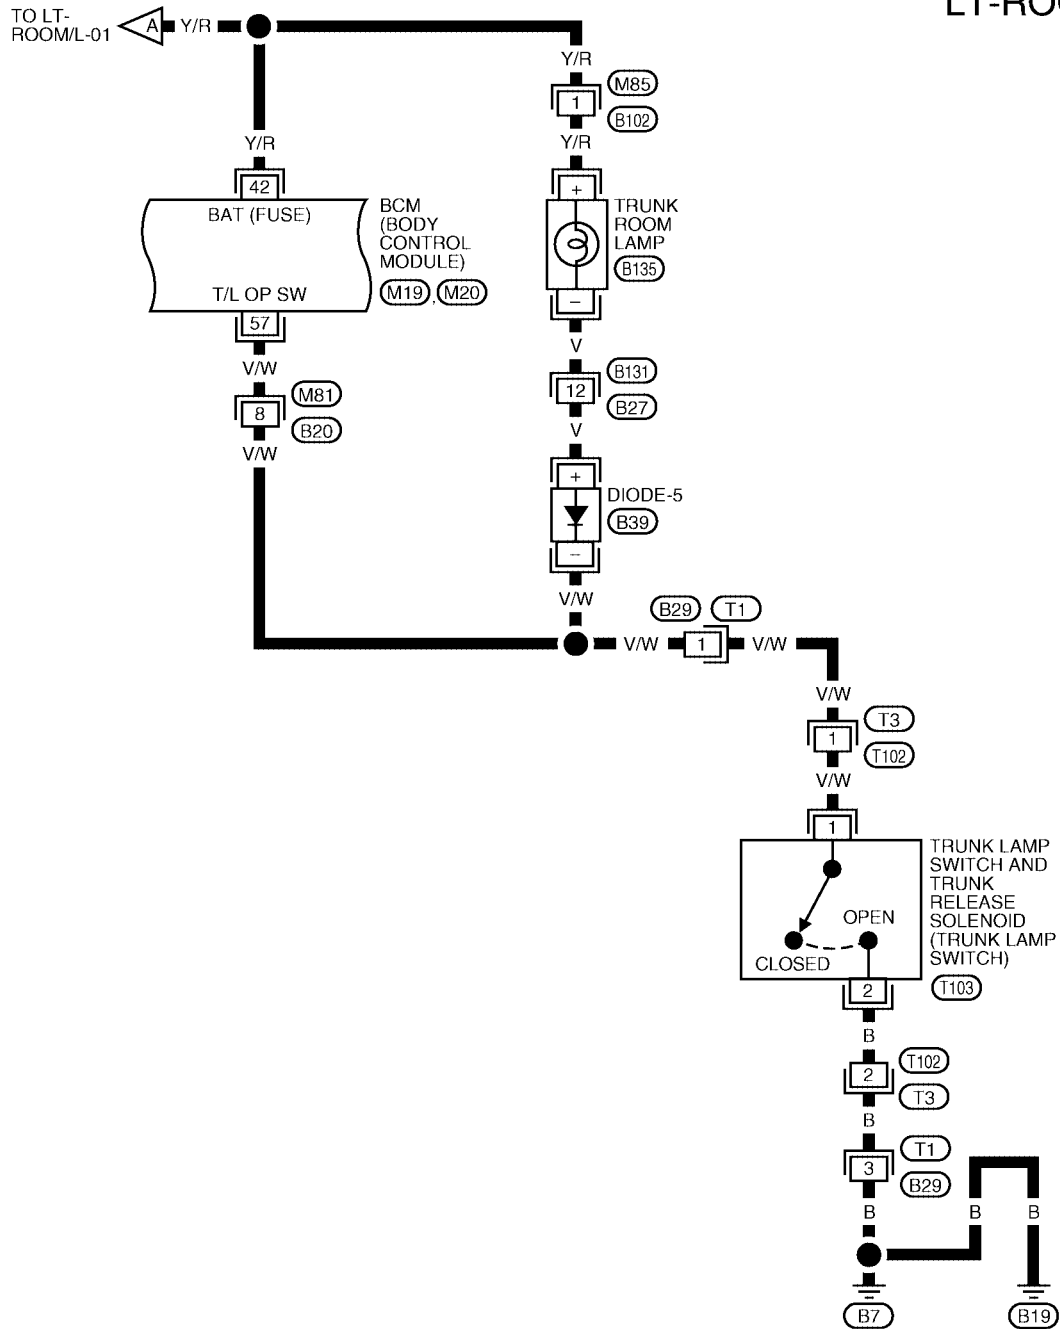 LT-ROO
TO LT-
ROOM/L-01
A
Y/R
Y/R
M85
1
B102
Y/R
Y/R
42
BAT (FUSE)
BCM
(BODY
CONTROL
MODULE)
M19 , M20
T/L OP SW
57
+
TRUNK
ROOM
LAMP
B135
–
V/W
M81
8
B20
V/W
V
B131
12
B27
V
+
DIODE-5
B39
–
V/W
B29 T1
V/W
1
V/W
V/W
T3
1
T102
V/W
1
TRUNK LAMP
SWITCH AND
TRUNK
RELEASE
SOLENOID
(TRUNK LAMP
SWITCH)
T103
OPEN
CLOSED
2
B
T102
2
T3
B
T1
3
B29
B
B
B
B7
B19